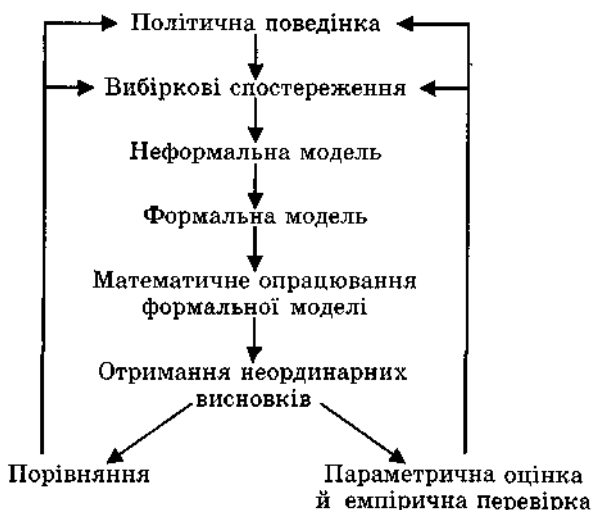 Політична поведінка
Вибіркові спостереження
Неформальна модель
Формальна модель
Математичне опрацювання
формальної моделі
Отримання неординарних
висновків
Порівняння
Параметрична оцінка
й емпірична перевірка